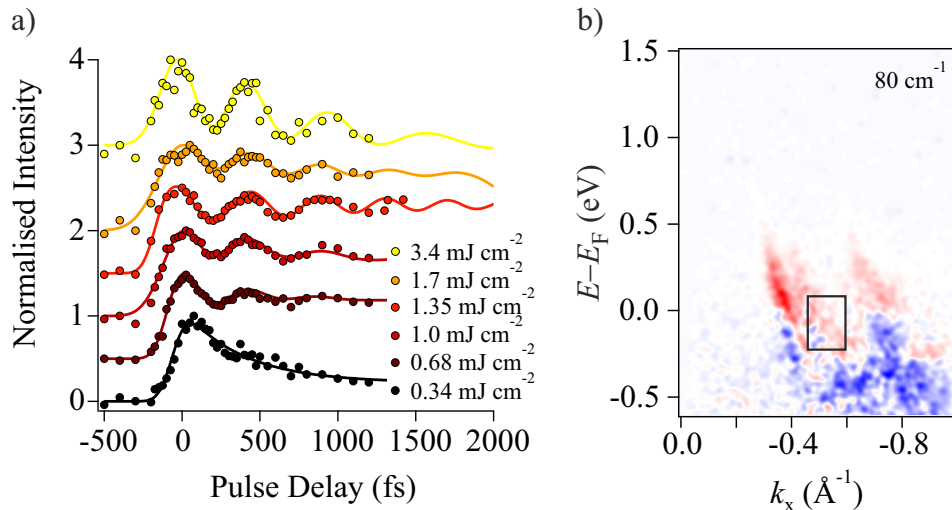 a)
Normalised Intensity
4
3
2
1
0
3.4 mJ cm⁻²
1.7 mJ cm⁻²
1.35 mJ cm⁻²
1.0 mJ cm⁻²
0.68 mJ cm⁻²
0.34 mJ cm⁻²
-500 0 500 1000 1500 2000
Pulse Delay (fs)
b)
80 cm⁻¹
E–E_F (eV)
1.5
1.0
0.5
0.0
-0.5
0.0 -0.4 -0.8
kₓ (Å⁻¹)